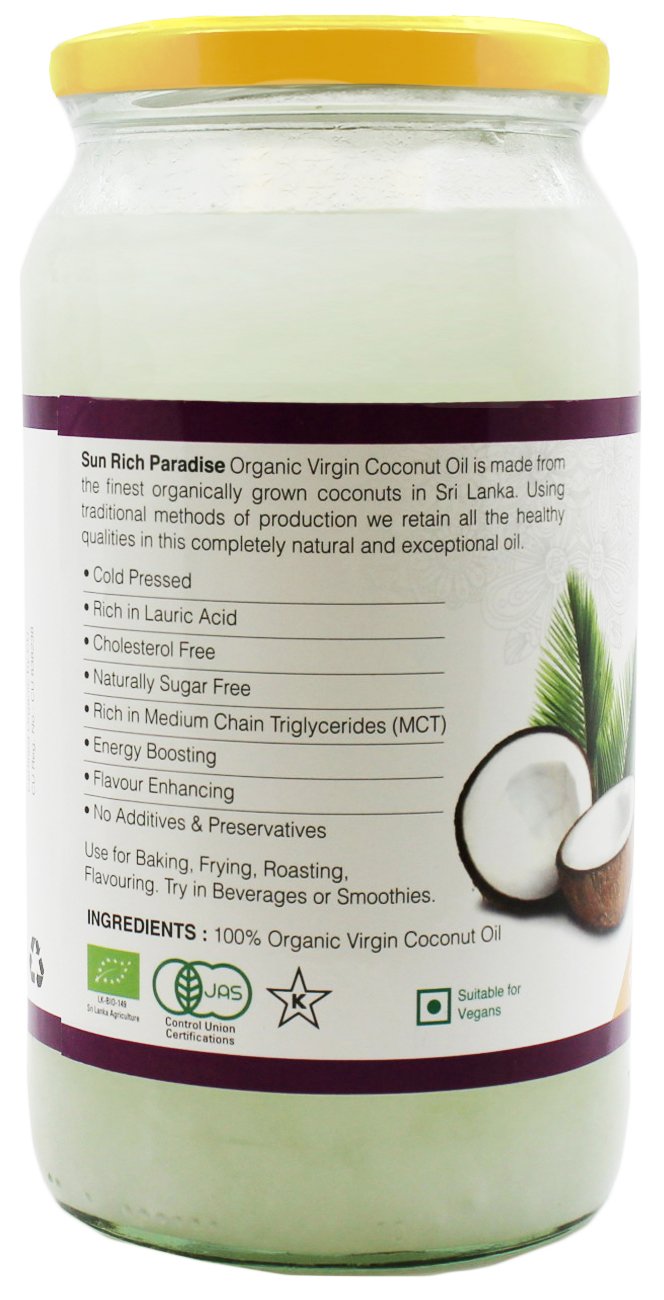 Sun Rich Paradise Organic Virgin Coconut Oil is made from
the finest organically grown coconuts in Sri Lanka. Using
traditional methods of production we retain all the healthy
qualities in this completely natural and exceptional oil.
• Cold Pressed
• Rich in Lauric Acid
• Cholesterol Free
• Naturally Sugar Free
• Rich in Medium Chain Triglycerides (MCT)
• Energy Boosting
• Flavour Enhancing
• No Additives & Preservatives
Use for Baking, Frying, Roasting,
Flavouring. Try in Beverages or Smoothies.
INGREDIENTS : 100% Organic Virgin Coconut Oil
LK-BIO-149
Sri Lanka Agriculture
JAS
Control Union
Certifications
K
Suitable for
Vegans